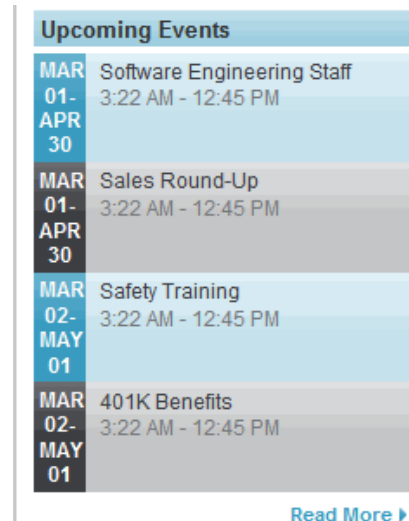 Upcoming Events
MAR
01-
APR
30
Software Engineering Staff
3:22 AM - 12:45 PM
MAR
01-
APR
30
Sales Round-Up
3:22 AM - 12:45 PM
MAR
02-
MAY
01
Safety Training
3:22 AM - 12:45 PM
MAR
02-
MAY
01
401K Benefits
3:22 AM - 12:45 PM
Read More